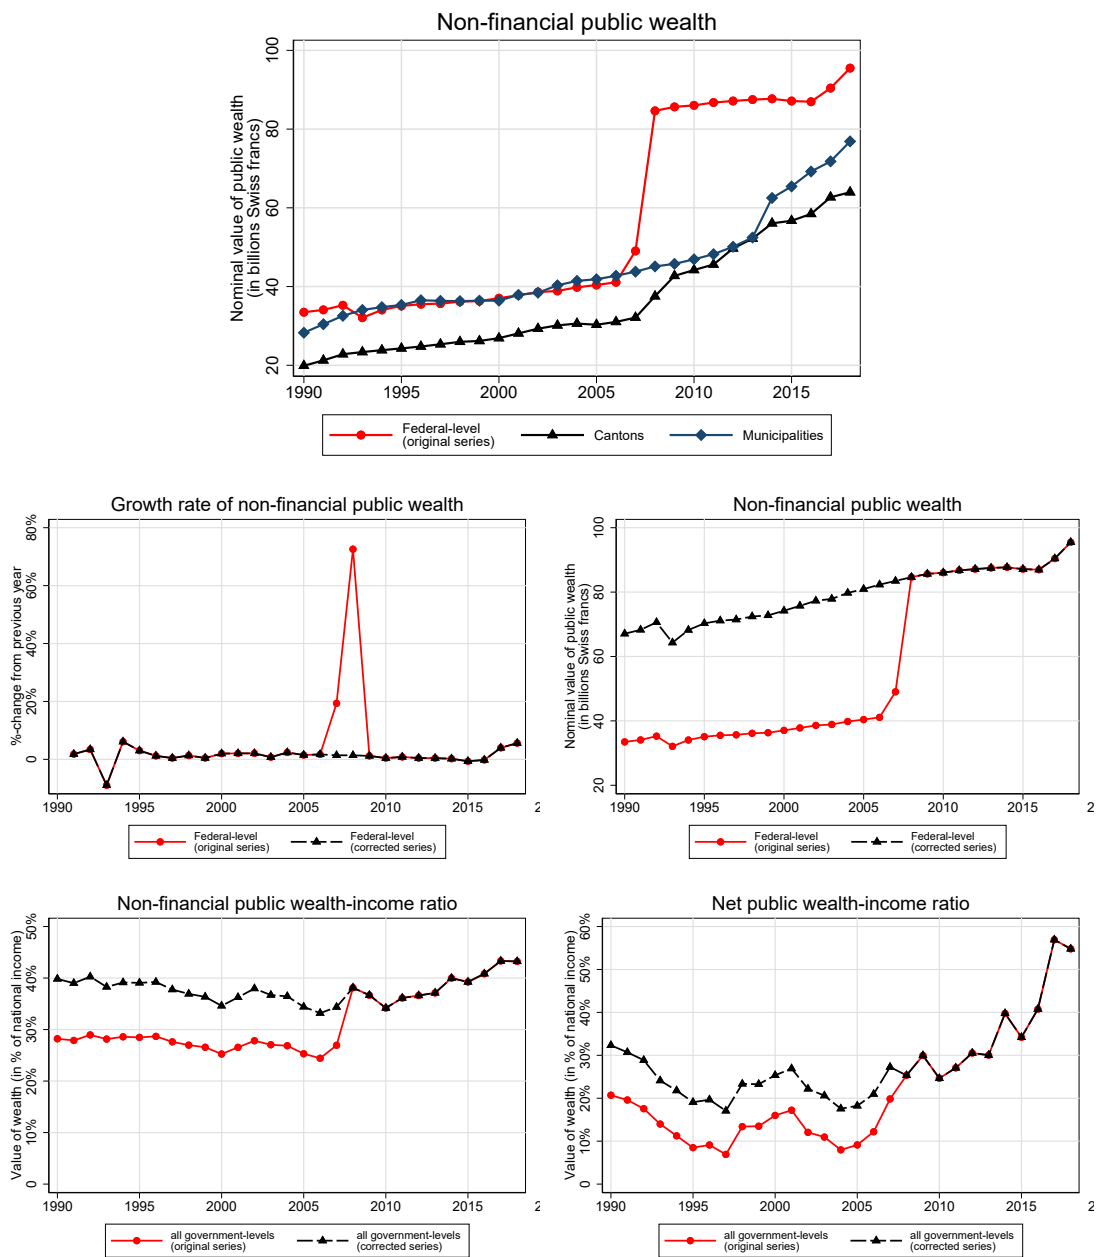 Non-financial public wealth
Nominal value of public wealth
(in billions Swiss francs)
100
80
60
40
20
1990 1995 2000 2005 2010 2015
Federal-level
(original series)
Cantons
Municipalities
Growth rate of non-financial public wealth
%-change from previous year
80%
60%
40%
20%
0
1990 1995 2000 2005 2010 2015 2
Federal-level
(original series)
Federal-level
(corrected series)
Non-financial public wealth
Nominal value of public wealth
(in billions Swiss francs)
100
80
60
40
20
1990 1995 2000 2005 2010 2015 2
Federal-level
(original series)
Federal-level
(corrected series)
Non-financial public wealth-income ratio
Value of wealth (in % of national income)
50%
40%
30%
20%
10%
0
1990 1995 2000 2005 2010 2015 2
all government-levels
(original series)
all government-levels
(corrected series)
Net public wealth-income ratio
Value of wealth (in % of national income)
60%
50%
40%
30%
20%
10%
0
1990 1995 2000 2005 2010 2015 2
all government-levels
(original series)
all government-levels
(corrected series)